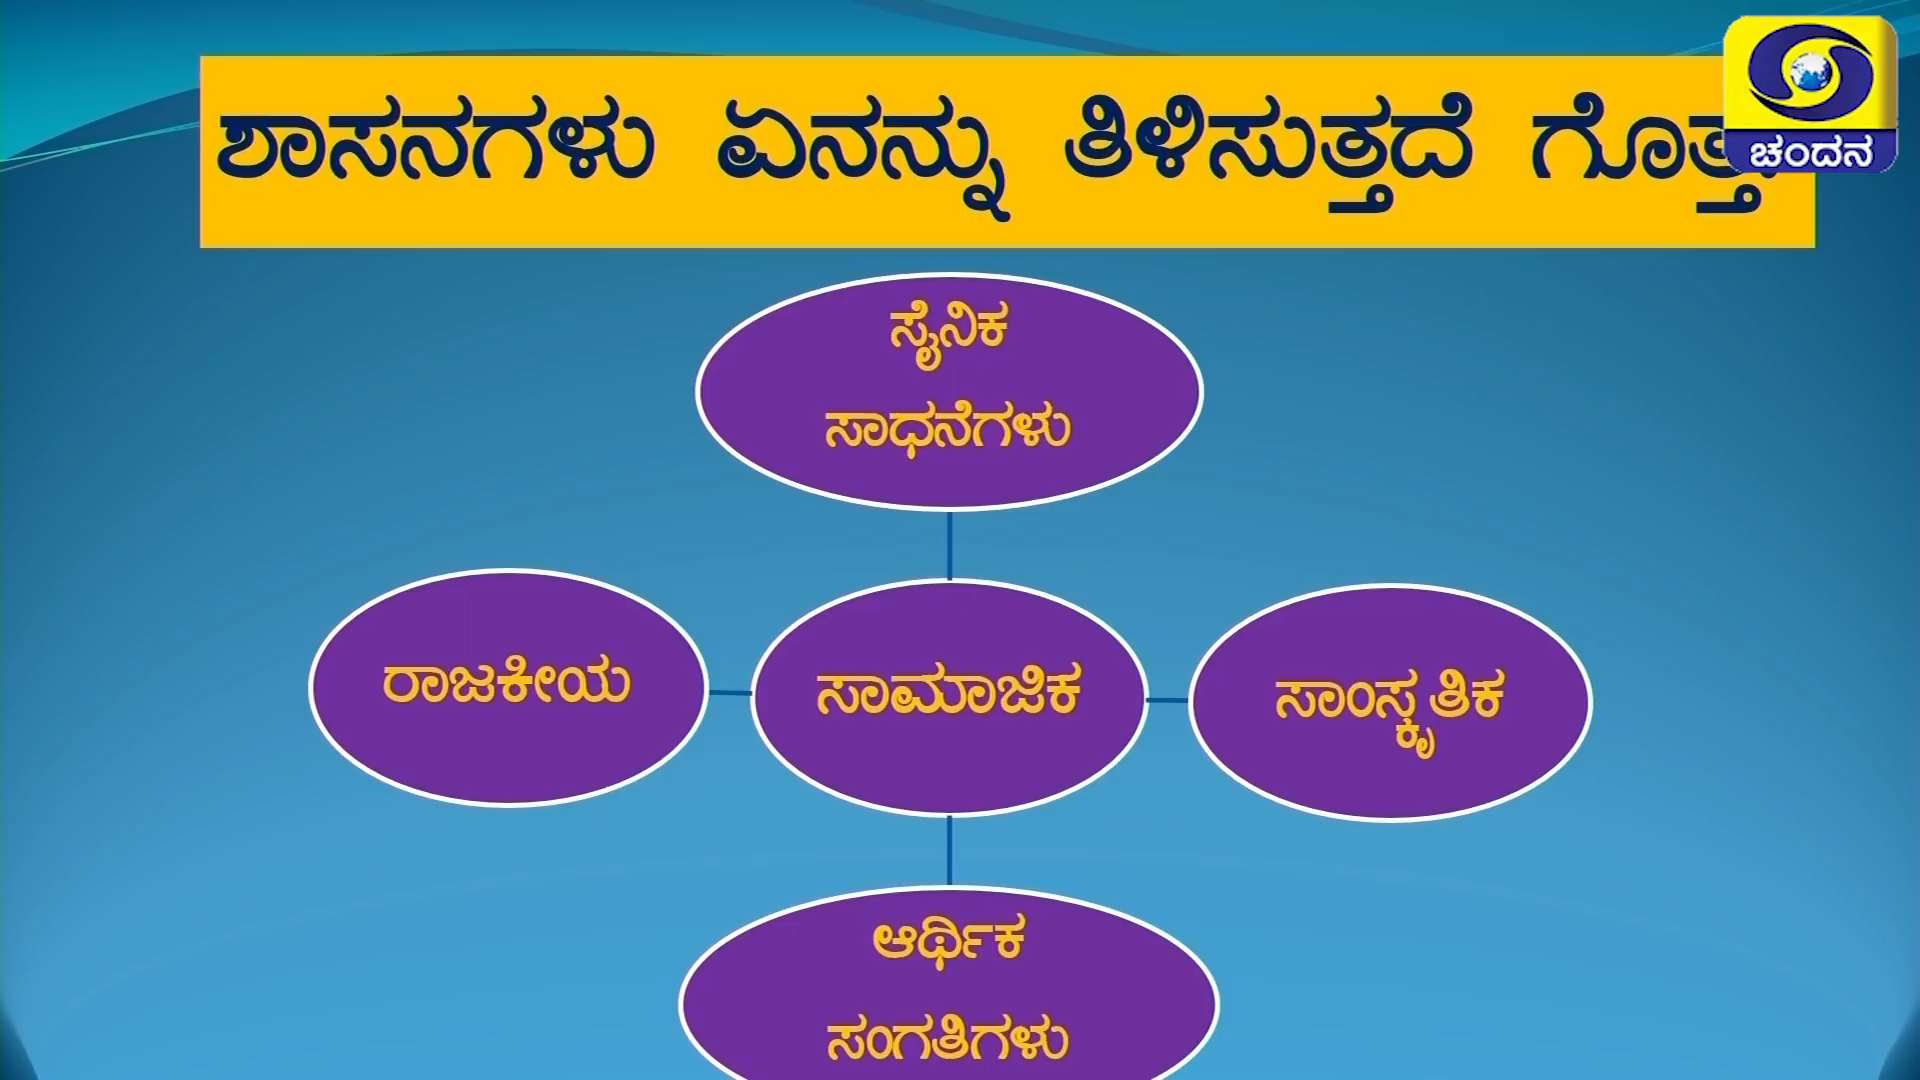 ಶಾಸನಗಳು ಏನನ್ನು ತಿಳಿಸುತ್ತದೆ
ಚಂದನ
ಸೈನಿಕ
ಸಾಧನೆಗಳು
ರಾಜಕೀಯ
ಸಾಮಾಜಿಕ
ಸಾಂಸ್ಕೃತಿಕ
ಆರ್ಥಿಕ
ಸಂಗತಿಗಳು